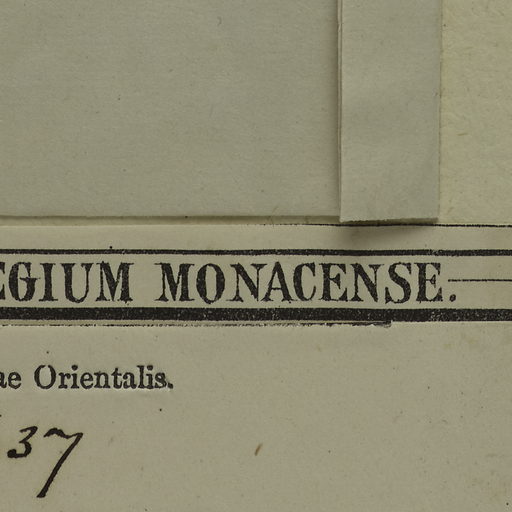 EGIUM MONACENSE.
ae Orientalis.
37